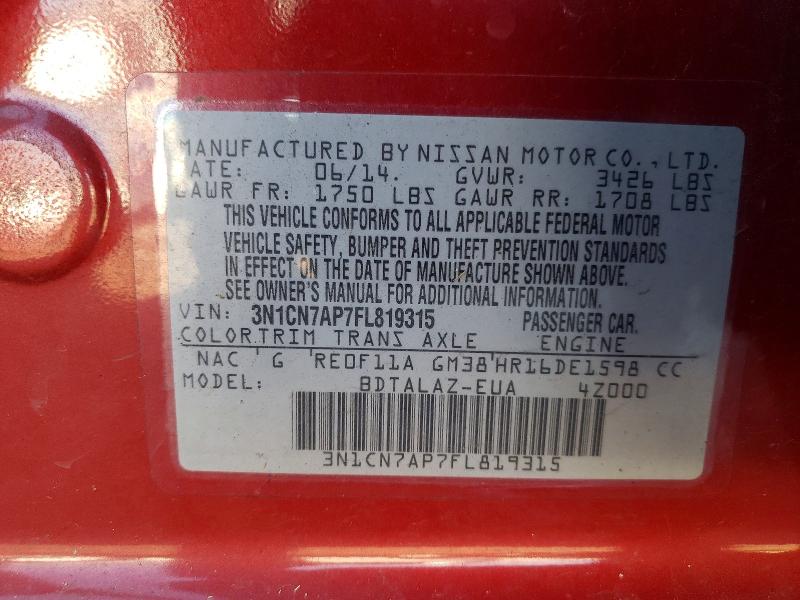 MANUFACTURED BY NISSAN MOTOR CO., LTD.
DATE: 06/14. GVWR: 3426 LBS
GAWR FR: 1750 LBS GAWR RR: 1708 LBS
THIS VEHICLE CONFORMS TO ALL APPLICABLE FEDERAL MOTOR
VEHICLE SAFETY, BUMPER AND THEFT PREVENTION STANDARDS
IN EFFECT ON THE DATE OF MANUFACTURE SHOWN ABOVE.
SEE OWNER'S MANUAL FOR ADDITIONAL INFORMATION.
VIN: 3N1CN7AP7FL819315 PASSENGER CAR.
COLOR,TRIM TRANS AXLE ENGINE
NAC ' G 'RE0F11A GM38'HR16DE1598 CC
MODEL: BDTALAZ-EUA 4Z000
3N1CN7AP7FL819315